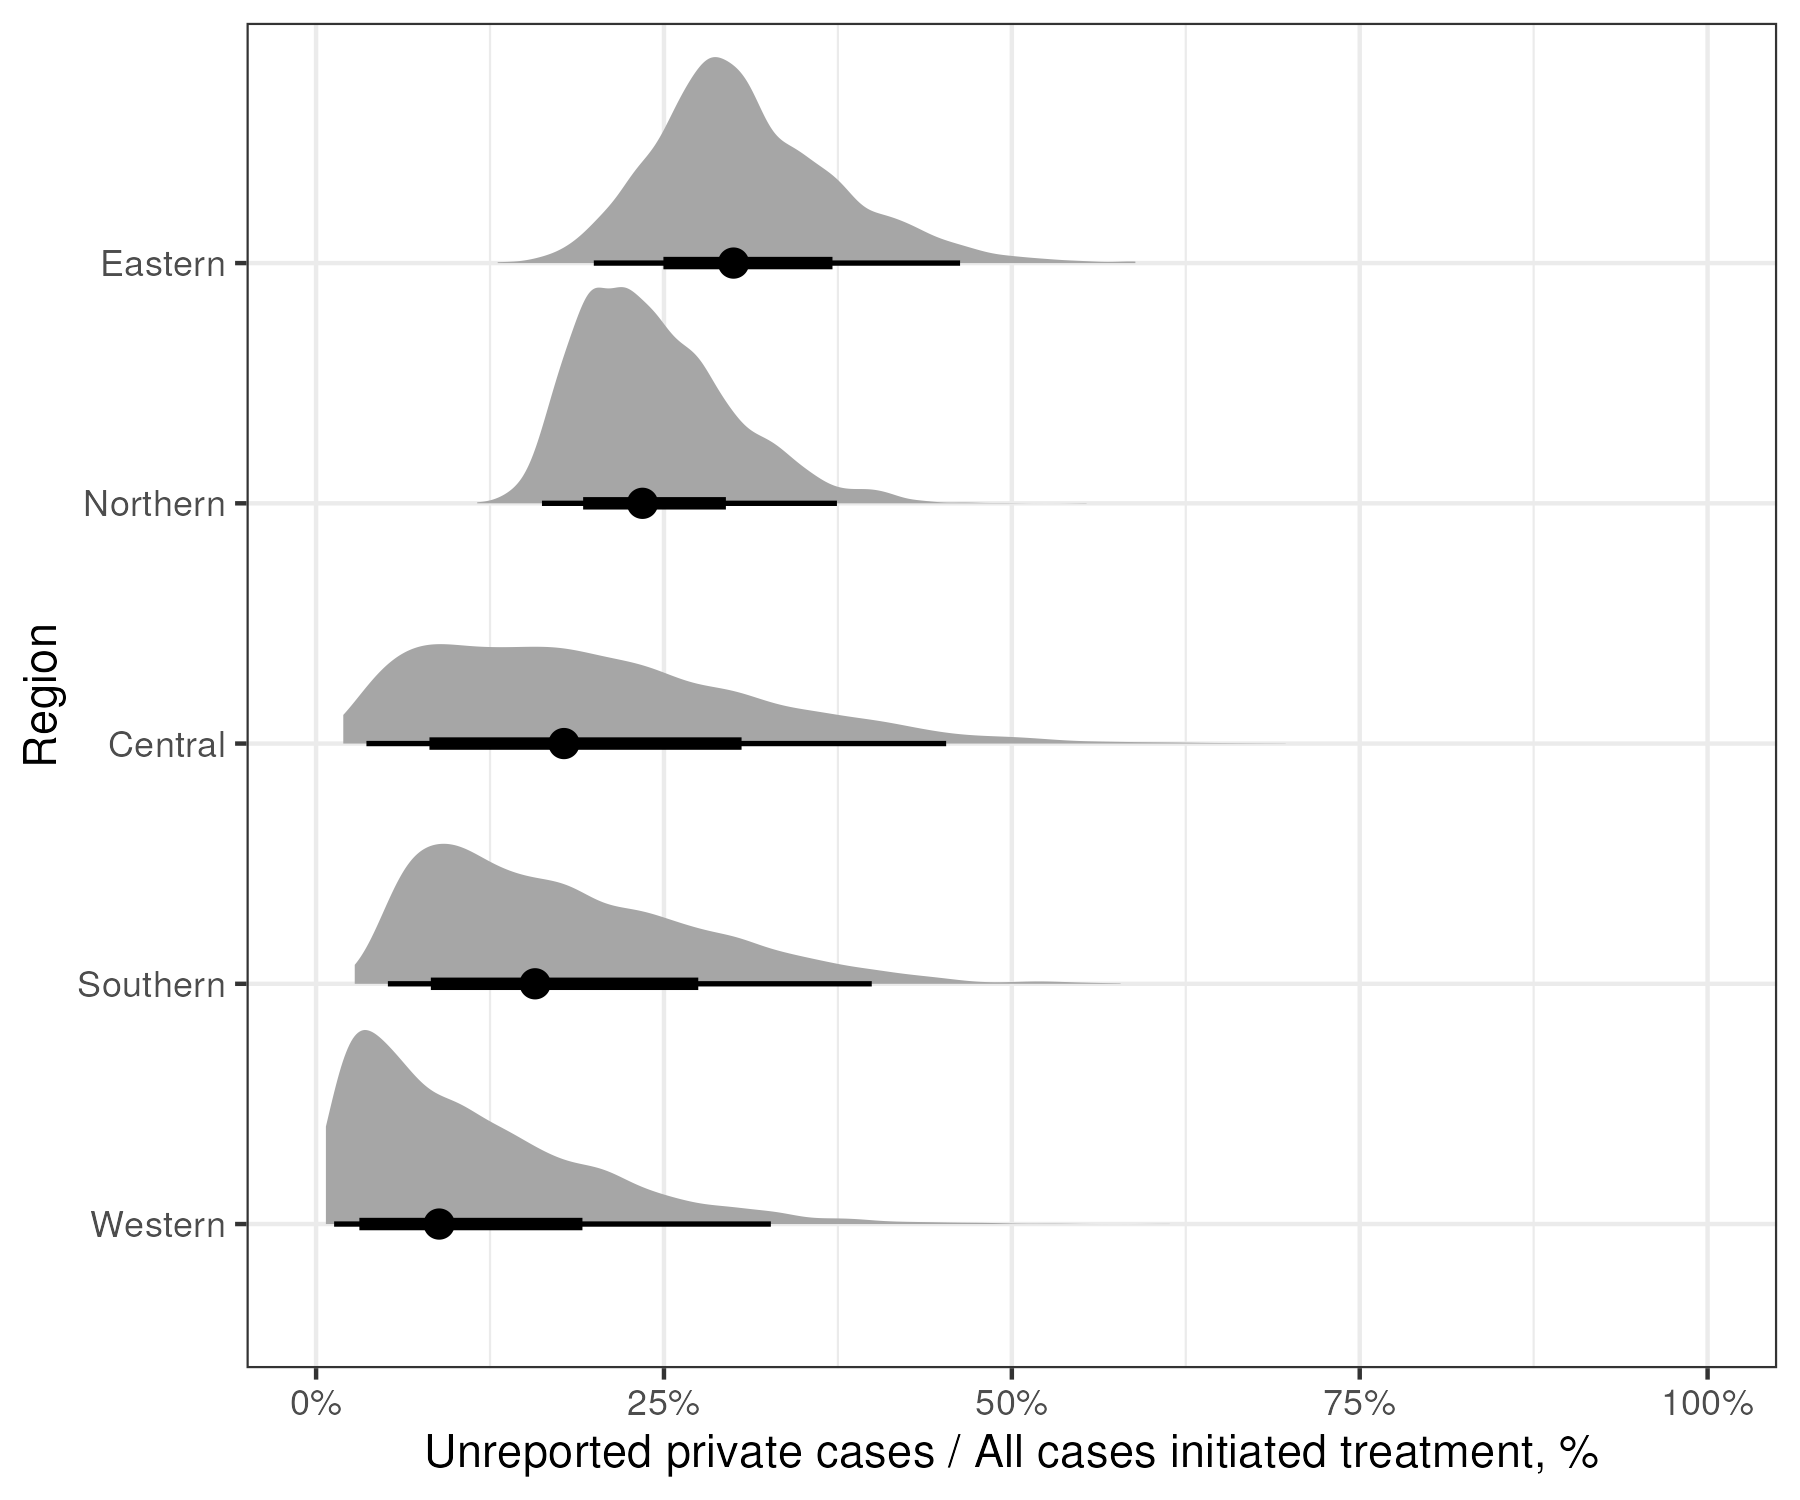 Region
Eastern
Northern
Central
Southern
Western
0% 25% 50% 75% 100%
Unreported private cases / All cases initiated treatment, %